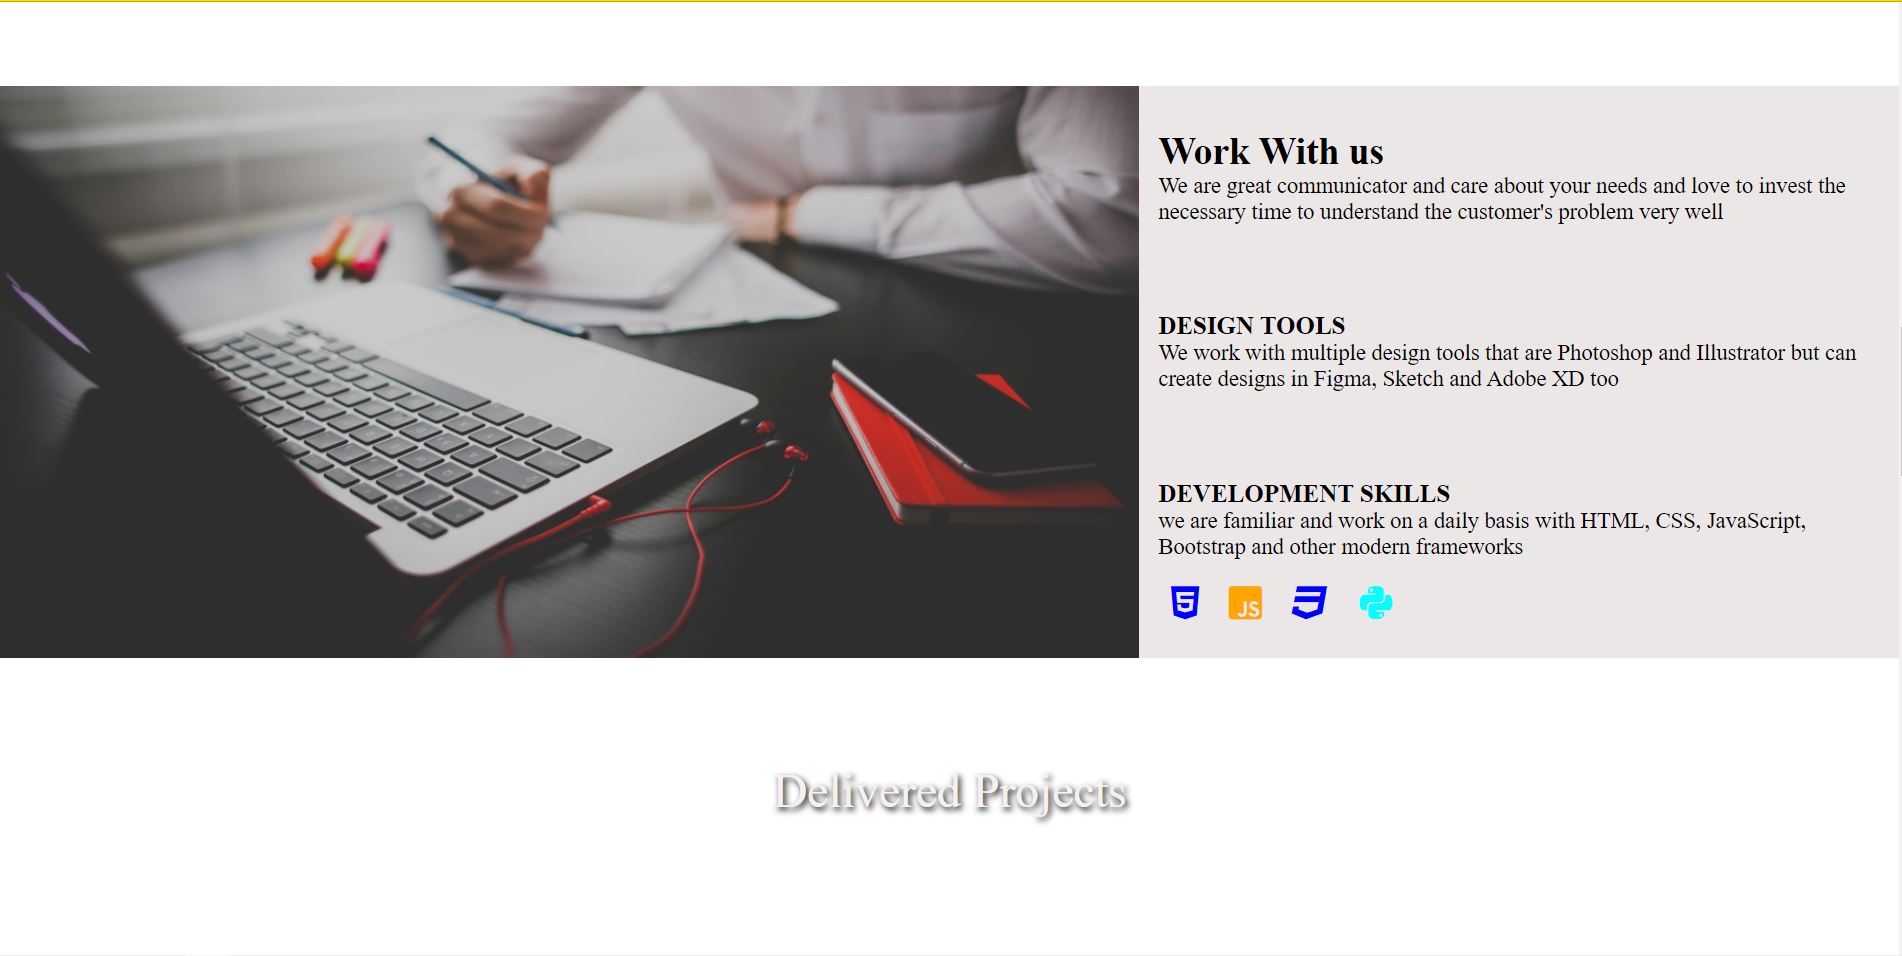 Work With us
We are great communicator and care about your needs and love to invest the
necessary time to understand the customer's problem very well
DESIGN TOOLS
We work with multiple design tools that are Photoshop and Illustrator but can
create designs in Figma, Sketch and Adobe XD too
DEVELOPMENT SKILLS
we are familiar and work on a daily basis with HTML, CSS, JavaScript,
Bootstrap and other modern frameworks
5 JS 3
Delivered Projects